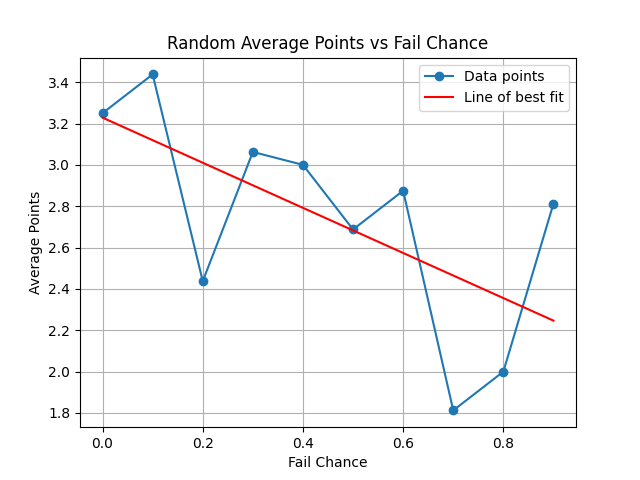 Random Average Points vs Fail Chance
Data points
Line of best fit
Average Points
3.4
3.2
3.0
2.8
2.6
2.4
2.2
2.0
1.8
0.0 0.2 0.4 0.6 0.8
Fail Chance